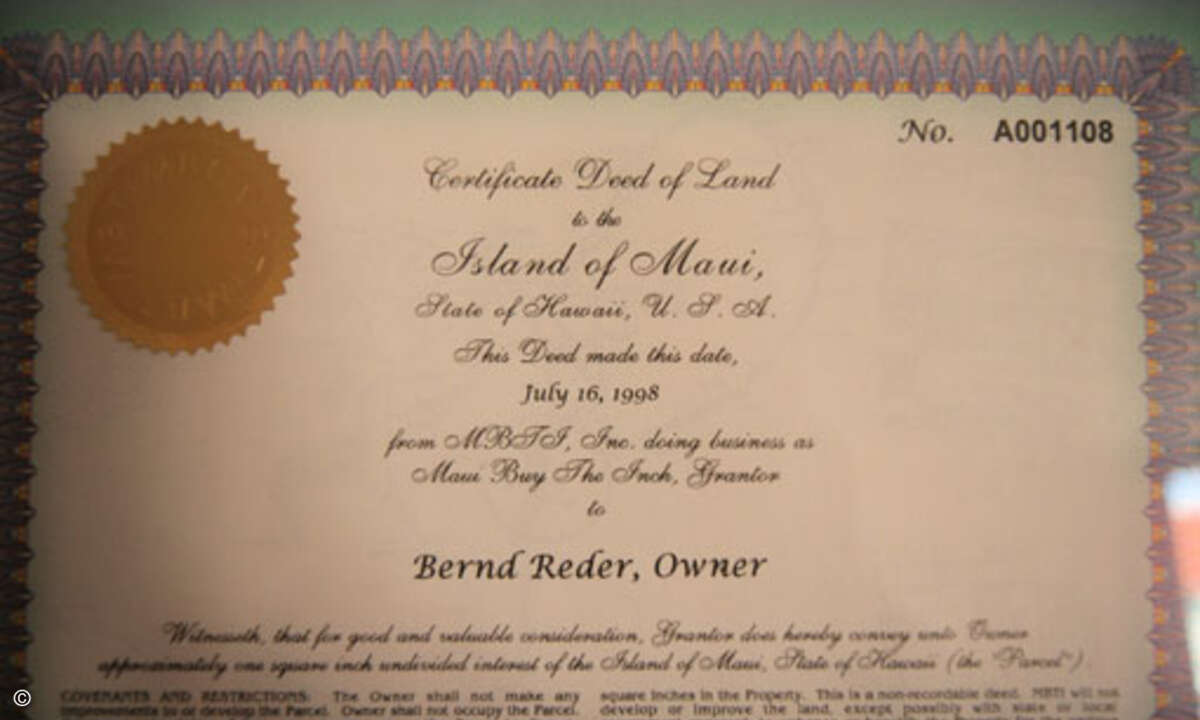 No. A001108
Certificate Deed of Land
to the
Island of Maui,
State of Hawaii, U. S. A.
This Deed made this date,
July 16, 1998
from MBTI, Inc. doing business as
Maui Buy The Inch, Grantor
to
Bernd Reder, Owner
Witnesseth, that for good and valuable consideration, Grantor does hereby convey unto Owner
approximately one square inch undivided interest of the Island of Maui, State of Hawaii (the "Parcel").
COVENANTS AND RESTRICTIONS: The Owner shall not make any
improvements to or develop the Parcel. Owner shall not occupy the Parcel.
square inches in the Property. This is a non-recordable deed. MBTI will not
develop or improve the land, except possibly with state or local
©